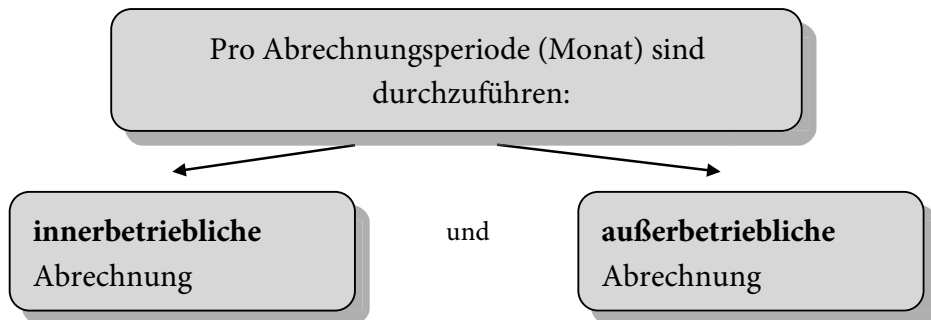 Pro Abrechnungsperiode (Monat) sind
durchzuführen:
innerbetriebliche
Abrechnung
und
außerbetriebliche
Abrechnung